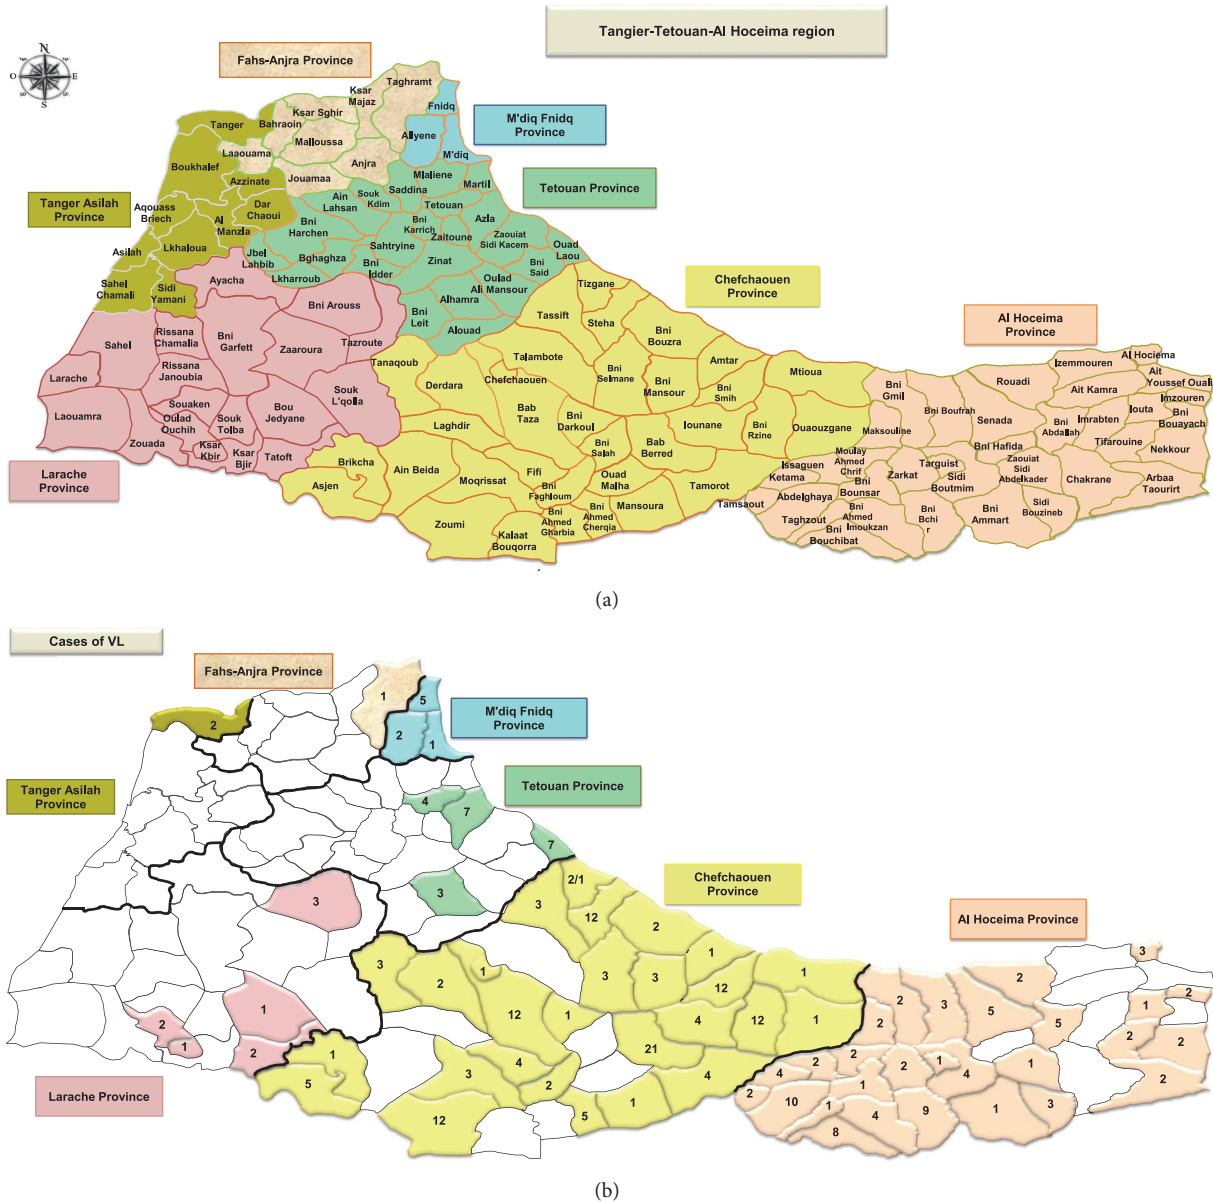 Tangier-Tetouan-Al Hoceima region
N
O
E
S
Fahs-Anjra Province
M'diq Fnidq
Province
Tetouan Province
Tanger Asilah
Province
Chefchaouen
Province
Al Hoceima
Province
Larache
Province
Taghramt
Ksar
Majaz
Ksar Sghir
Fnidq
Tanger
Bahraoin
Malloussa
Allyene
Laaouama
M'diq
Anjra
Boukhalef
Jouamaa
Mlaliene
Azzinate
Saddina
Martil
Souk
Kdim
Ain
Lahsan
Tetouan
Dar
Chaoui
Aqouass
Briech
Al
Manzla
Bni
Harchen
Bni
Karrich
Azla
Zaitoune
Zaouiat
Sidi Kacem
Lkhaloua
Sahtryine
Ouad
Laou
Asilah
Jbel
Lahbib
Bghaghza
Bni
Idder
Zinat
Bni
Said
Lkharroub
Sahel
Chamali
Sidi
Yamani
Ayacha
Oulad
Ali Mansour
Tizgane
Alhamra
Bni Arouss
Bni
Leit
Tassift
Steha
Alouad
Bni
Bouzra
Sahel
Rissana
Chamalia
Bni
Garfett
Zaaroura
Tazroute
Tanaqoub
Talambote
Amtar
Mtioua
Rissana
Janoubia
Larache
Derdara
Chefchaouen
Bni
Selmane
Bni
Mansour
Bni
Smih
Souk
L'qolla
Laouamra
Souaken
Oulad
Ouchih
Souk
Tolba
Bou
Jedyane
Bab
Taza
Bni
Darkoul
Laghdir
Iounane
Bni
Rzine
Ouaouzgane
Zouada
Ksar
Kbir
Ksar
Bjir
Tatoft
Bni
Salah
Bab
Berred
Brikcha
Ain Beida
Asjen
Moqrissat
Fifi
Ouad
Malha
Tamorot
Bni
Faghloum
Mansoura
Zoumi
Kalaat
Bouqorra
Bni
Ahmed
Gharbia
Bni
Ahmed
Cherqia
Izemmouren
Al Hociema
Rouadi
Ait
Youssef Ouali
Ait Kamra
Imzouren
Bni
Gmil
Bni Boufrah
Senada
Iouta
Bni
Bouayach
Imrabten
Bni
Abdallah
Maksouline
Tifarouine
Bni Hafida
Nekkour
Moulay
Ahmed
Chrif
Issaguen
Ketama
Targuist
Zarkat
Sidi
Boutmim
Zaouiat
Sidi
Abdelkader
Chakrane
Arbaa
Taourirt
Bni
Bounsar
Tamsaout
Abdelghaya
Taghzout
Bni
Ahmed
Imoukzan
Bni
Bchi
r
Bni
Ammart
Sidi
Bouzineb
Bni
Bouchibat
(a)
Cases of VL
Fahs-Anjra Province
M'diq Fnidq
Province
Tanger Asilah
Province
Tetouan Province
Chefchaouen
Province
Al Hoceima Province
Larache Province
1
5
2
2
1
4
7
7
3
3
2/1
3
12
2
3
2
1
12
1
3
3
1
12
1
4
12
1
1
2
1
2
1
5
3
4
2
21
4
12
5
1
3
2
2
3
5
2
5
1
2
2
2
2
4
2
2
2
1
4
1
2
10
1
1
4
9
1
3
8
(b)